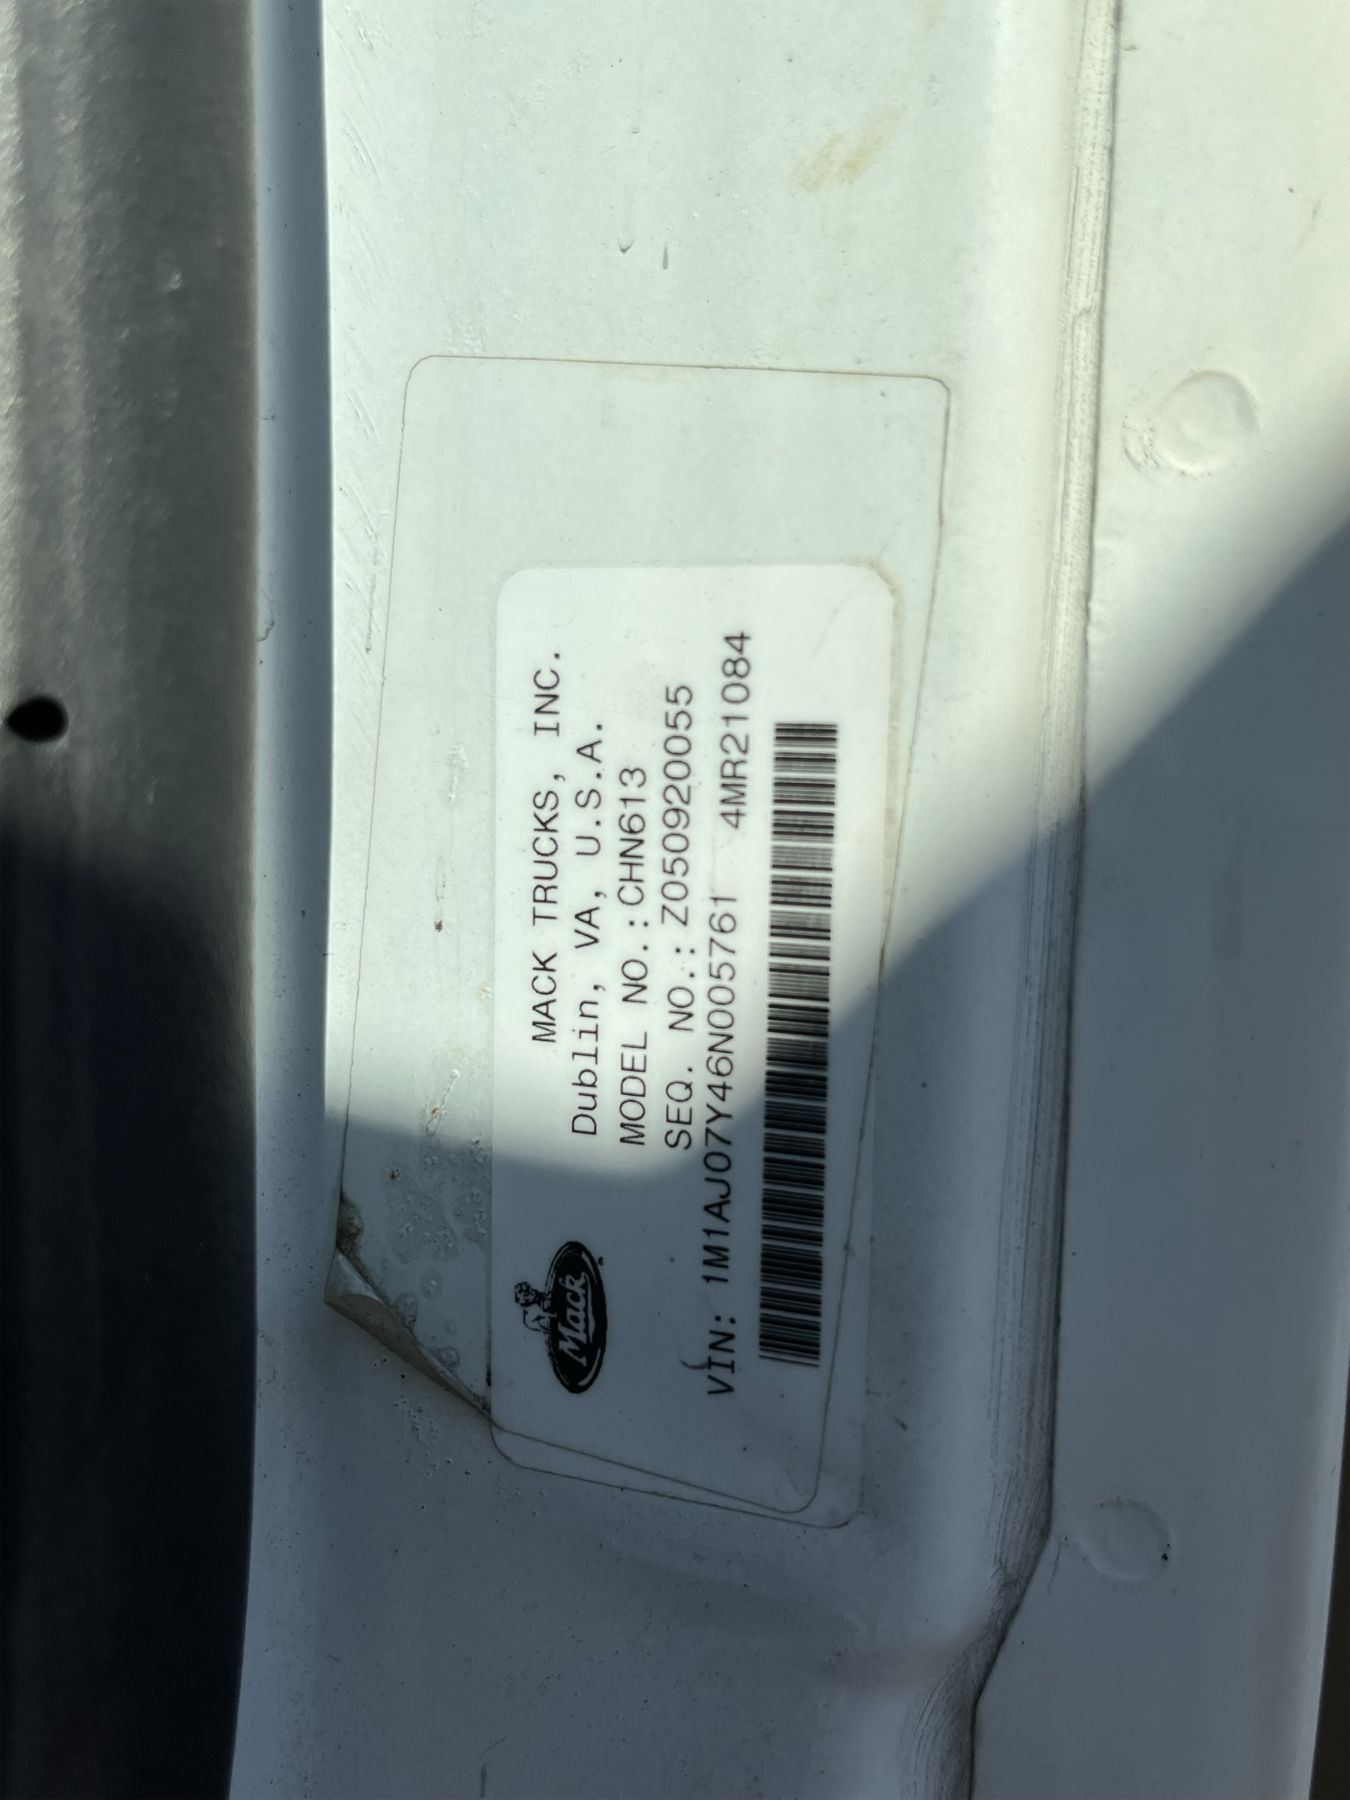 MACK TRUCKS, INC.
Dublin, VA, U.S.A.
MODEL NO.:CHN613
SEQ. NO.: Z050920055
Mack
VIN: 1M1AJ07Y46N005761 4MR21084